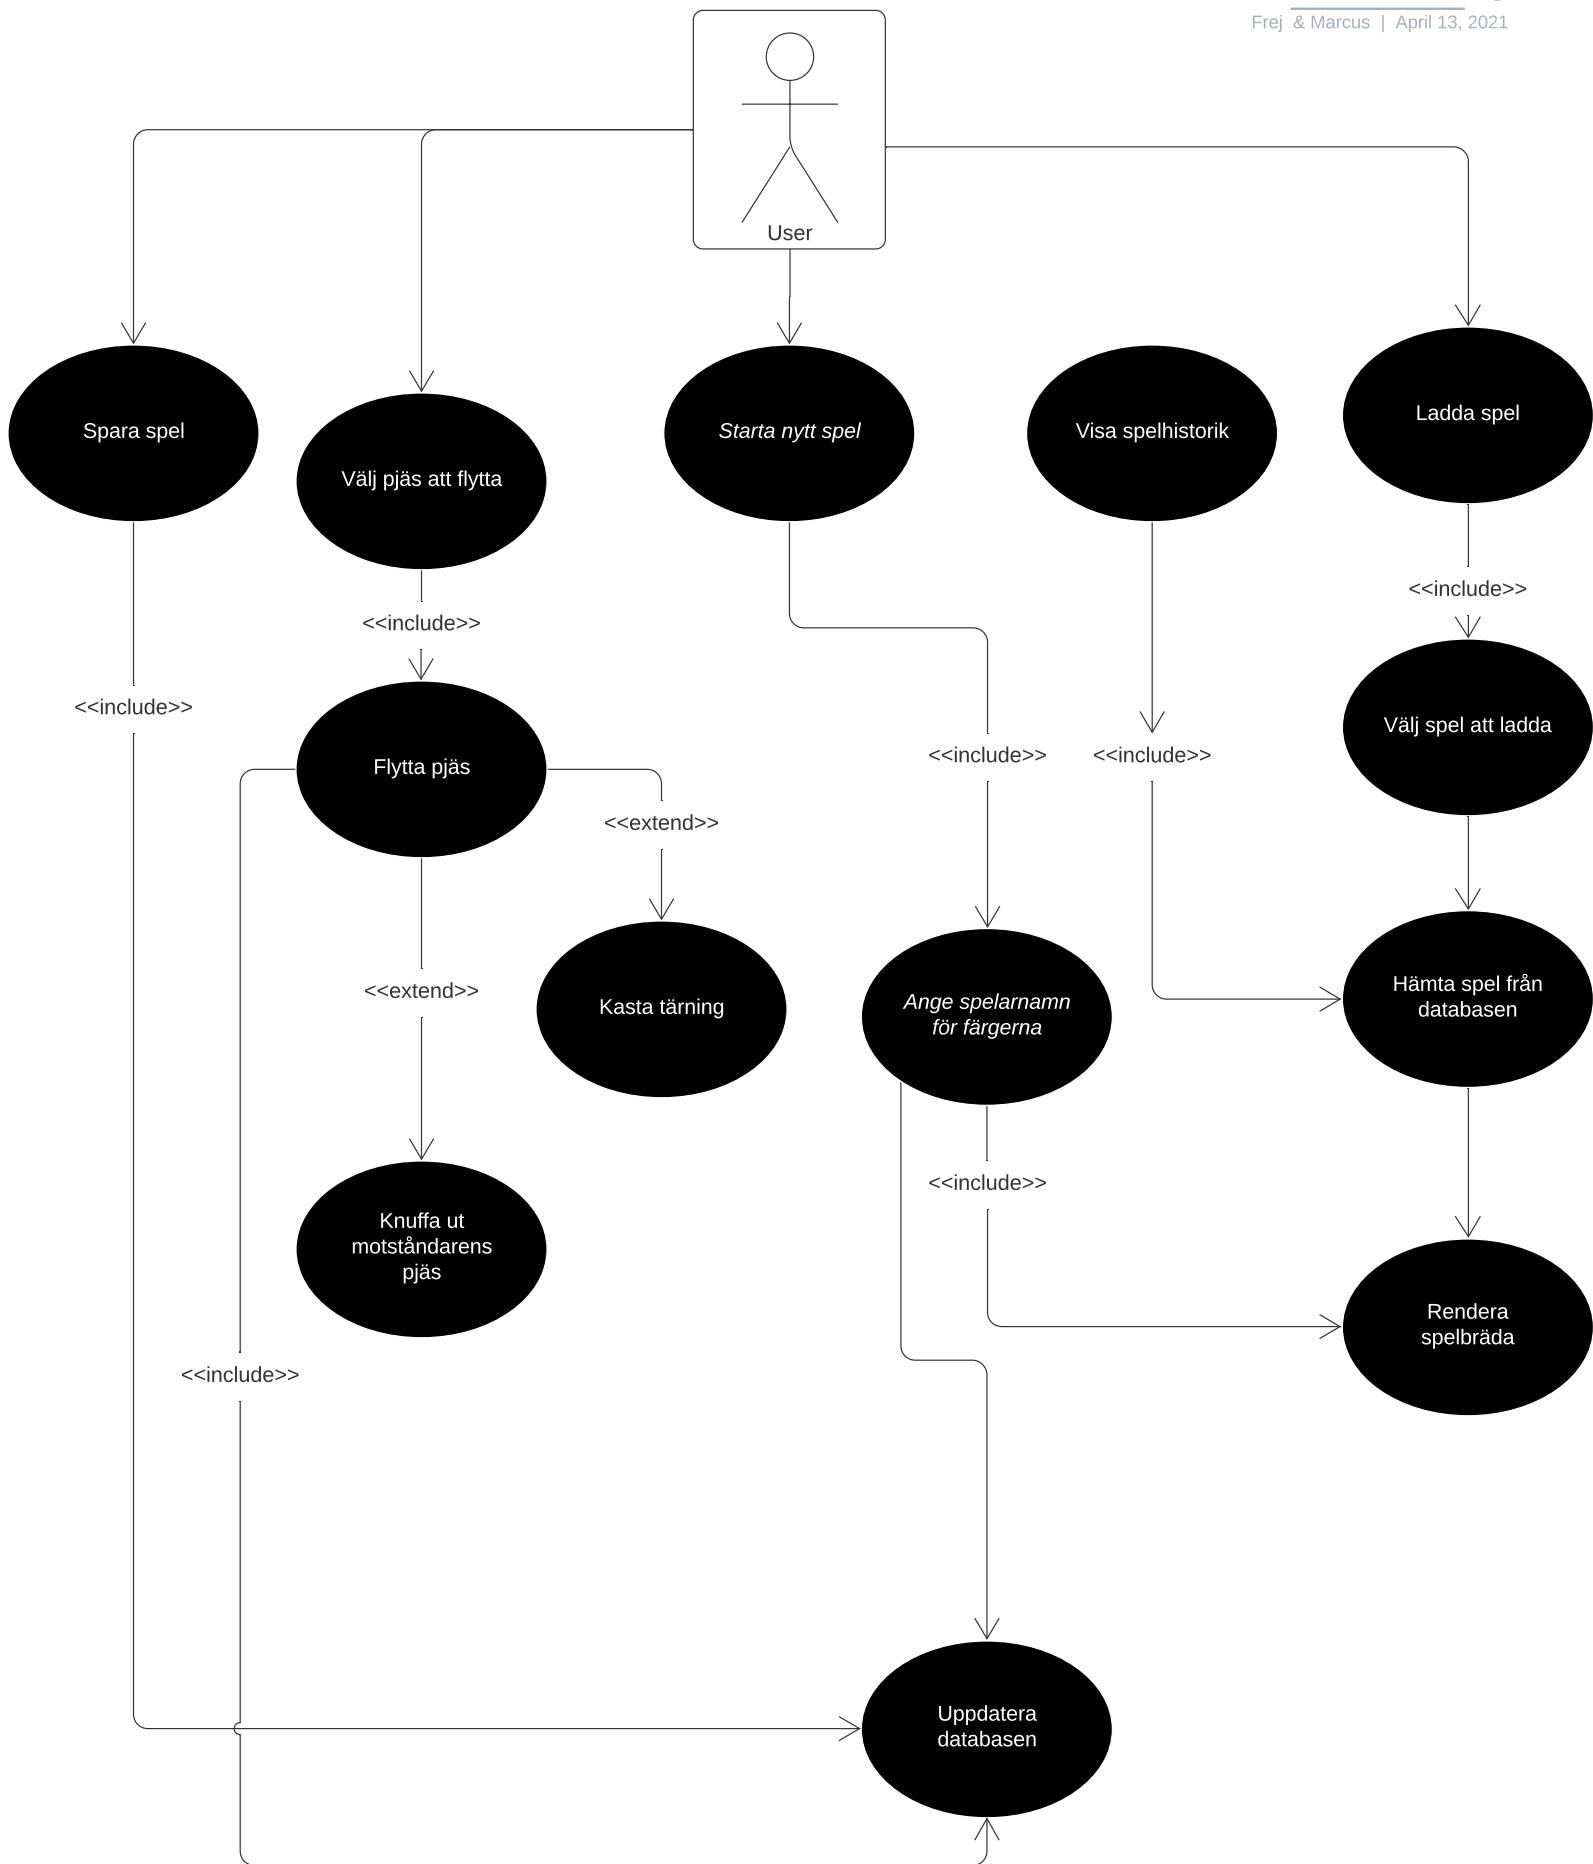 Frej  & Marcus  |  April 13, 2021
User
Spara spel
Välj pjäs att flytta
Starta nytt spel
Visa spelhistorik
Ladda spel
<<include>>
<<include>>
<<include>>
Välj spel att ladda
Flytta pjäs
<<include>>
<<include>>
<<extend>>
<<extend>>
Kasta tärning
Ange spelarnamn
för färgerna
Hämta spel från
databasen
<<include>>
Knuffa ut
motståndarens
pjäs
Rendera
spelbräda
<<include>>
Uppdatera
databasen